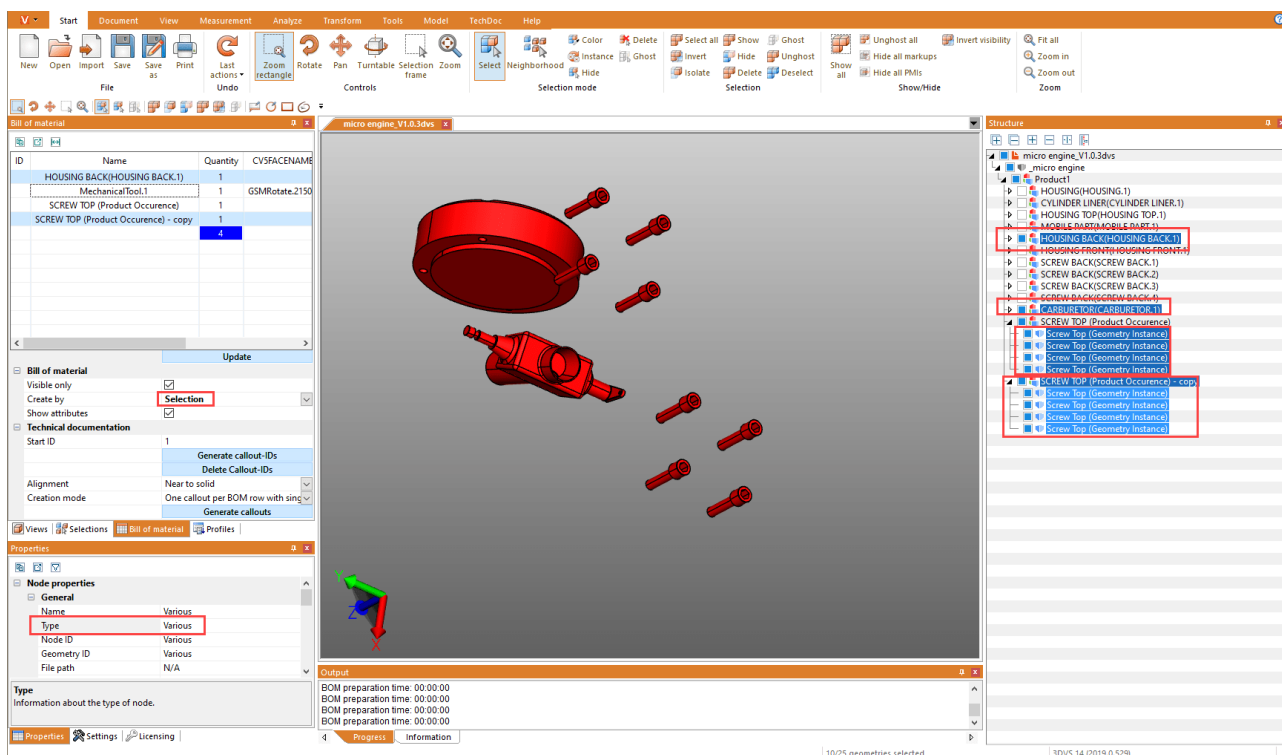 V Start Document View Measurement Analyze Transform Tools Model TechDoc Help
New Open Import Save Save as Print
File
Last actions
Undo
Zoom rectangle Rotate Pan Turntable Selection frame Zoom
Controls
Select Neighborhood
Color Delete
Instance Ghost
Hide
Selection mode
Select all Show Ghost
Invert Hide Unghost
Isolate Delete Deselect
Selection
Show all
Unghost all Invert visibility
Hide all markups
Hide all PMIs
Show/Hide
Fit all
Zoom in
Zoom out
Zoom
Bill of material
ID Name Quantity CV5FACENAME
HOUSING BACK(HOUSING BACK.1) 1
MechanicalTool.1 1 GSMRotate.2150
SCREW TOP (Product Occurence) 1
SCREW TOP (Product Occurence) - copy 1
4
Update
Bill of material
Visible only
Create by Selection
Show attributes
Technical documentation
Start ID 1
Generate callout-IDs
Delete Callout-IDs
Alignment Near to solid
Creation mode One callout per BOM row with sing
Generate callouts
Views Selections Bill of material Profiles
Properties
Node properties
General
Name Various
Type Various
Node ID Various
Geometry ID Various
File path N/A
Type
Information about the type of node.
Properties Settings Licensing
micro engine_V1.0.3dvs
Y
Z
X
Output
BOM preparation time: 00:00:00
BOM preparation time: 00:00:00
BOM preparation time: 00:00:00
BOM preparation time: 00:00:00
Progress Information
Structure
micro engine_V1.0.3dvs
_micro engine
Product1
HOUSING(HOUSING.1)
CYLINDER LINER(CYLINDER LINER.1)
HOUSING TOP(HOUSING TOP.1)
MOBILE PART(MOBILE PART.1)
HOUSING BACK(HOUSING BACK.1)
HOUSING FRONT(HOUSING FRONT.1)
SCREW BACK(SCREW BACK.1)
SCREW BACK(SCREW BACK.2)
SCREW BACK(SCREW BACK.3)
SCREW BACK(SCREW BACK.4)
CARBURETOR(CARBURETOR.1)
SCREW TOP (Product Occurence)
Screw Top (Geometry Instance)
Screw Top (Geometry Instance)
Screw Top (Geometry Instance)
Screw Top (Geometry Instance)
SCREW TOP (Product Occurence) - copy
Screw Top (Geometry Instance)
Screw Top (Geometry Instance)
Screw Top (Geometry Instance)
Screw Top (Geometry Instance)
10/25 geometries selected 3DVS 14 (2019.0.529)